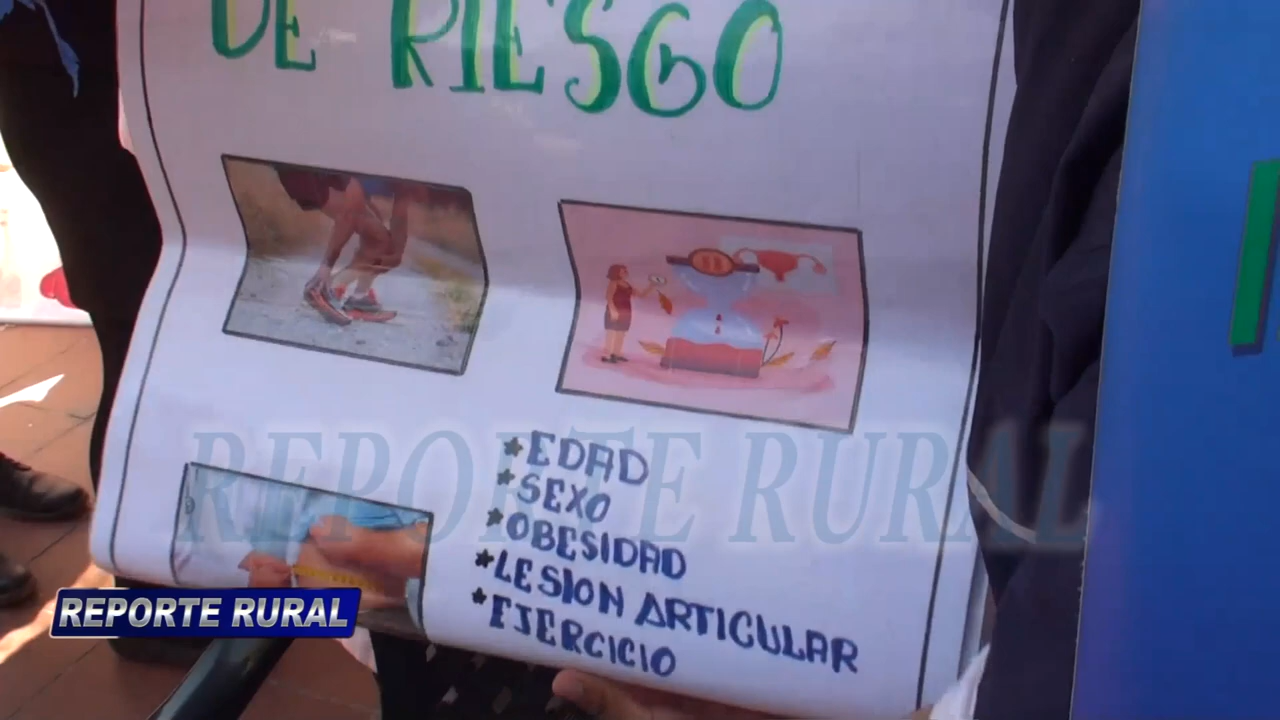 DE RIESGO
REPORTE RURAL
*EDAD
*SEXO
*OBESIDAD
*LESION ARTICULAR
*EJERCICIO
REPORTE RURAL